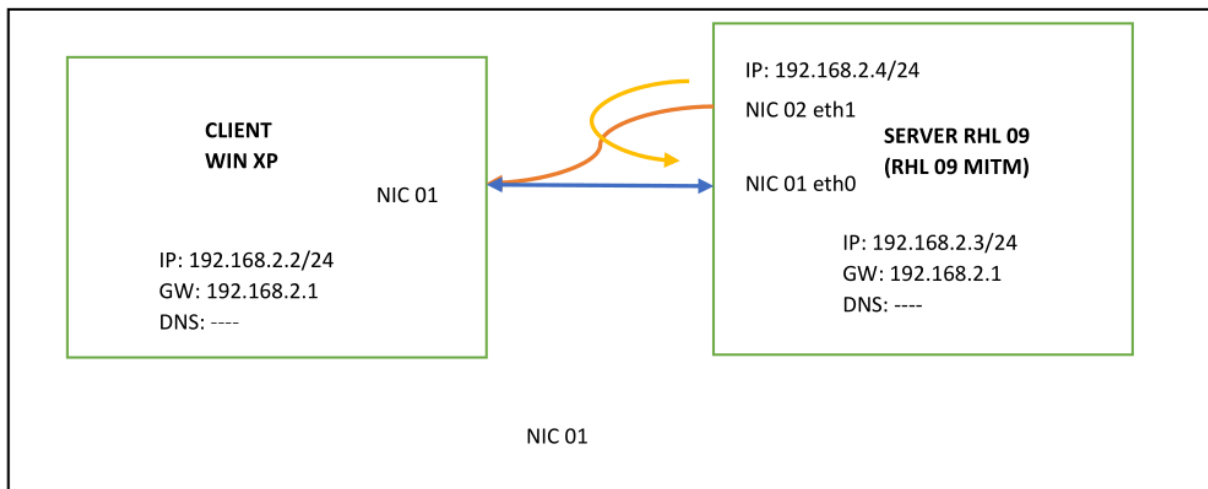 CLIENT
WIN XP
NIC 01
IP: 192.168.2.2/24
GW: 192.168.2.1
DNS: ----
IP: 192.168.2.4/24
NIC 02 eth1
SERVER RHL 09
(RHL 09 MITM)
NIC 01 eth0
IP: 192.168.2.3/24
GW: 192.168.2.1
DNS: ----
NIC 01